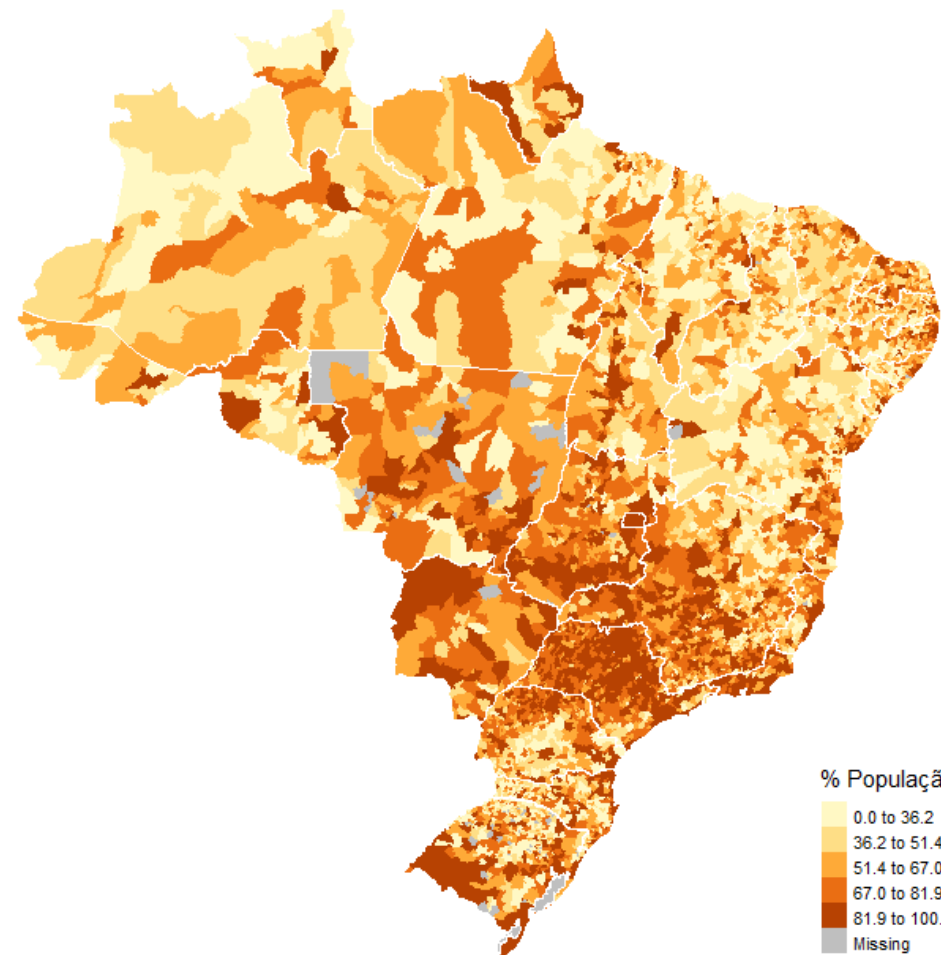 % Populaçã
0.0 to 36.2
36.2 to 51.4
51.4 to 67.0
67.0 to 81.9
81.9 to 100.
Missing